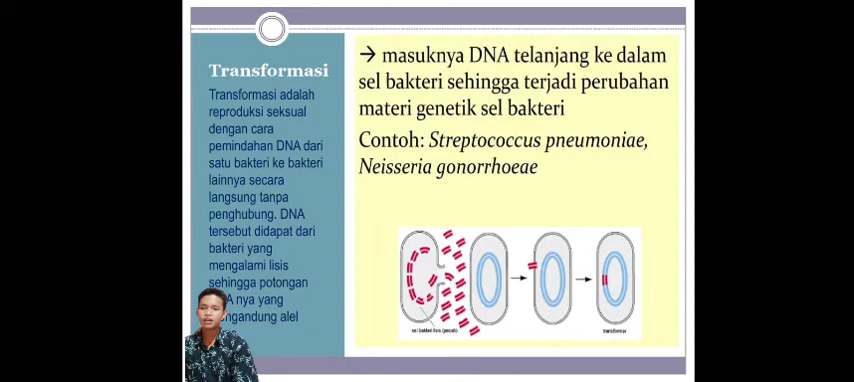 Transformasi
Transformasi adalah
reproduksi seksual
dengan cara
pemindahan DNA dari
satu bakteri ke bakteri
lainnya secara
langsung tanpa
penghubung. DNA
tersebut didapat dari
bakteri yang
mengalami lisis
sehingga potongan
nya yang
alel
→ masuknya DNA telanjang ke dalam
sel bakteri sehingga terjadi perubahan
materi genetik sel bakteri
Contoh: Streptococcus pneumoniae,
Neisseria gonorrhoeae
sel bakteri lisis (pecah)
transformer